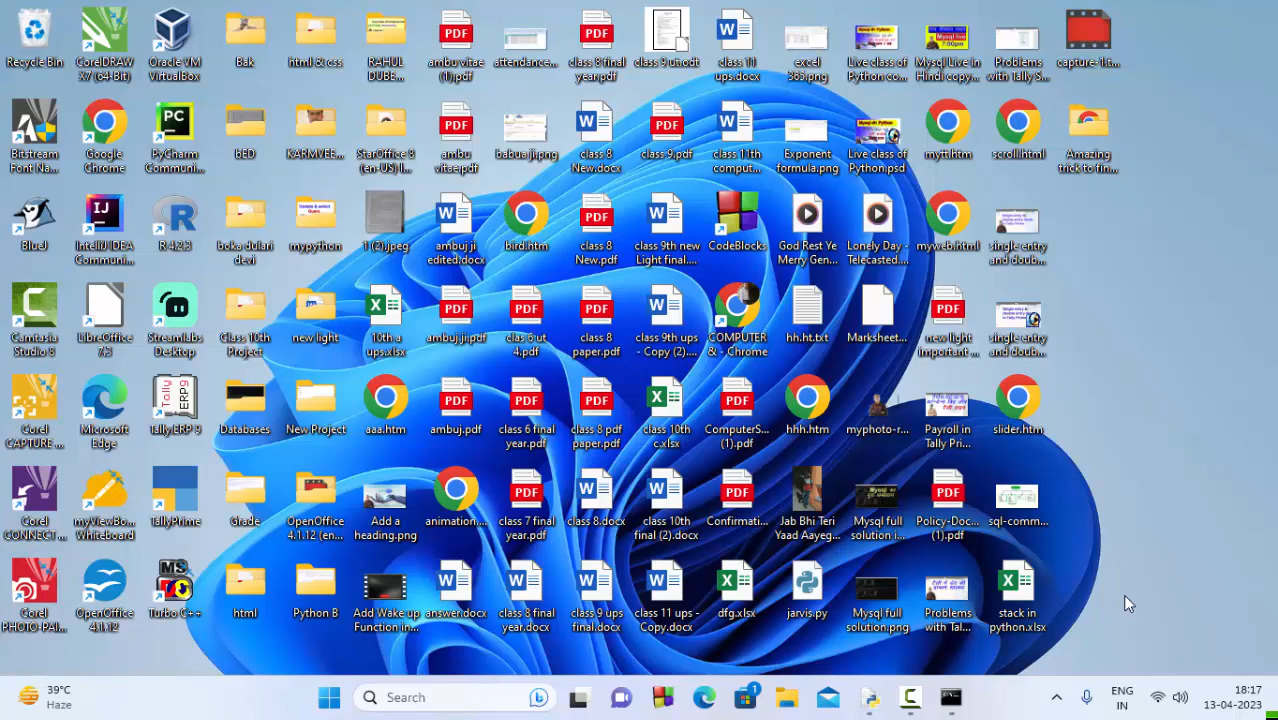 Recycle Bin
CorelDRAW X7 (64-Bit)
Oracle VM VirtualBox
Bak
html & css
RAHUL DUBE...
ambu vitae (1).pdf
attendance...
class 8 final year.pdf
class 9 ut.odt
class 11 ups.docx
excel 365.png
Live class of Python co...
Mysql Live in Hindi copy...
Problems with Tally S...
capture-1.t...
Bitstream Font Na...
Google Chrome
PyCharm Communi...
bED
KARMVEE...
StarOffice 8 (en-US) I...
ambu vitae.pdf
babua ji.png
class 8 New.docx
class 9.pdf
class 11th comput...
Exponent formula.png
Live class of Python.psd
mytt.htm
scroll.html
Amazing trick to fin...
BlueJ
IntelliJ IDEA Communi...
R 4.2.3
boka dulari devi
mypython
1 (2).jpeg
ambuj ji edited.docx
bird.htm
class 8 New.pdf
class 9th new Light final....
CodeBlocks
God Rest Ye Merry Gen...
Lonely Day - Telecasted....
myweb.html
single entry and doub...
Camtasia Studio 8
LibreOffice 7.3
Streamlabs Desktop
Class 10th Project
new light
10th a ups.xlsx
ambuj.jii.pdf
clas 6 ut 4.pdf
class 8 paper.pdf
class 9th ups - Copy (2)....
COMPUTER & - Chrome
hh.ht.txt
Marksheet...
new light important ...
single entry and doub...
Corel CAPTURE ...
Microsoft Edge
Tally ERP 9
Databases
New Project
aaa.htm
ambuj.pdf
class 6 final year.pdf
class 8 pdf paper.pdf
class 10th c.xlsx
ComputerS... (1).pdf
hhh.htm
myphoto-r...
Payroll in Tally Pri...
slider.htm
Corel CONNECT ...
myViewBo... Whiteboard
TallyPrime
Grade
OpenOffice 4.1.12 (en...
Add a heading.png
animation....
class 7 final year.pdf
class 8.docx
class 10th final (2).docx
Confirmati...
Jab Bhi Teri Yaad Aayeg...
Mysql full solution i...
Policy-Doc... (1).pdf
sql-comm...
Corel PHOTO-PAI...
OpenOffice 4.1.12
Turbo C++
html
Python B
Add Wake up Function in...
answer.docx
class 8 final year.docx
class 9 ups final.docx
class 11 ups - Copy.docx
dfg.xlsx
jarvis.py
Mysql full solution.png
Problems with Tal...
stack in python.xlsx
39°C
Haze
Search
1
ENG
IN
18:17
13-04-2023